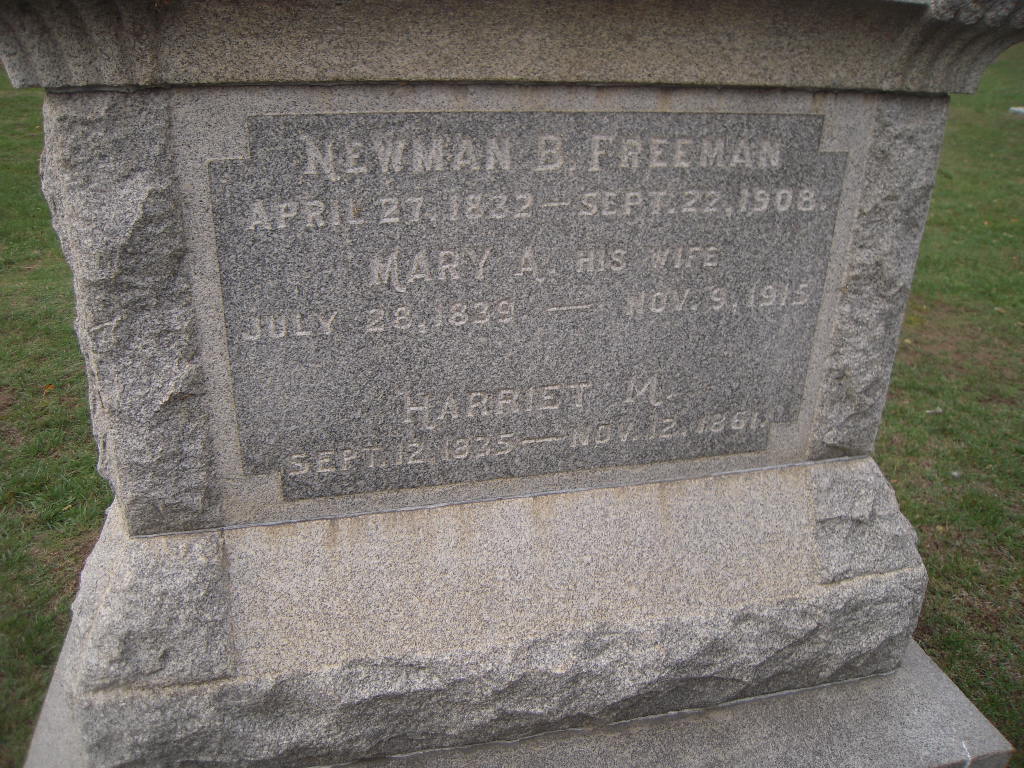 NEWMAN B. FREEMAN
APRIL 27, 1832 — SEPT. 22, 1908.
MARY A. HIS WIFE
JULY 28, 1839 — NOV. 9, 1915
HARRIET M.
SEPT. 12, 1835 — NOV. 12, 1861.